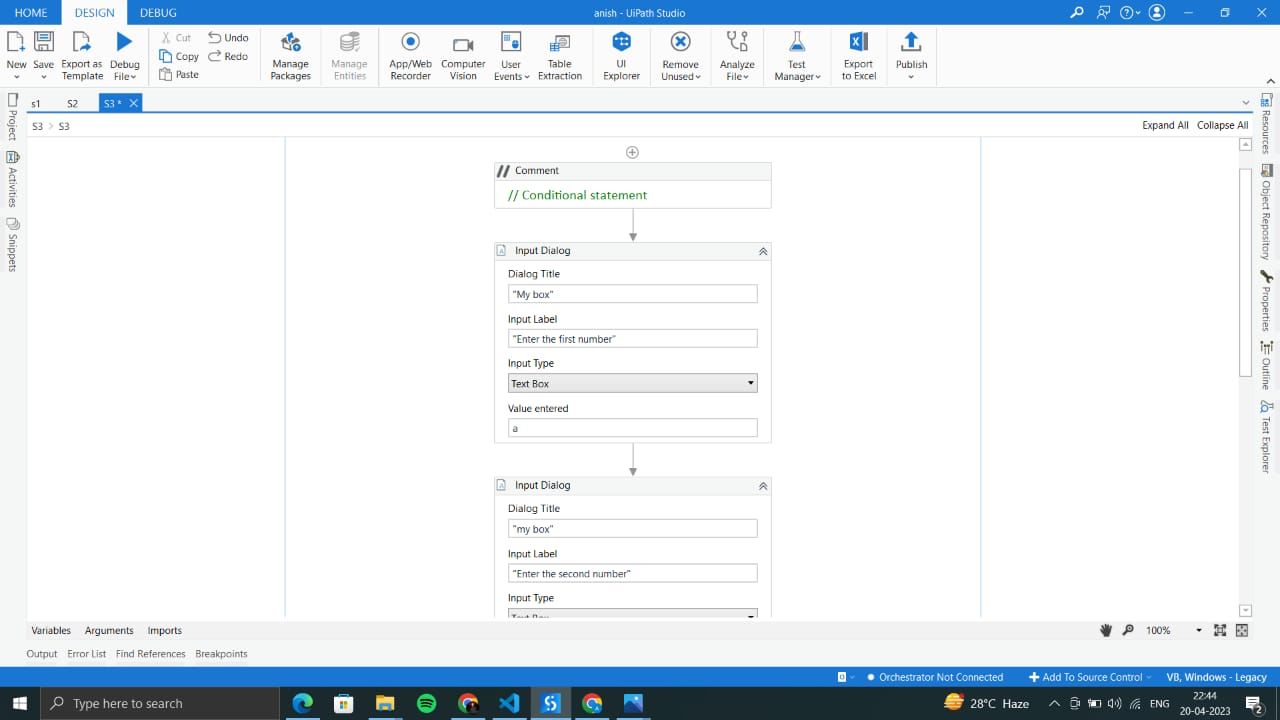 HOME DESIGN DEBUG anish - UiPath Studio
New Save Export as Template Debug File Cut Copy Paste Undo Redo Manage Packages Manage Entities App/Web Recorder Computer Vision User Events Table Extraction UI Explorer Remove Unused Analyze File Test Manager Export to Excel Publish
s1 S2 S3 *
S3 > S3 Expand All Collapse All
Project
Activities
Snippets
Comment
// Conditional statement
Input Dialog
Dialog Title
"My box"
Input Label
"Enter the first number"
Input Type
Text Box
Value entered
a
Input Dialog
Dialog Title
"my box"
Input Label
"Enter the second number"
Input Type
Text Box
Resources
Object Repository
Properties
Outline
Test Explorer
Variables Arguments Imports 100%
Output Error List Find References Breakpoints
0 Orchestrator Not Connected Add To Source Control VB, Windows - Legacy
Type here to search 28°C Haze ENG 22:44
20-04-2023 2